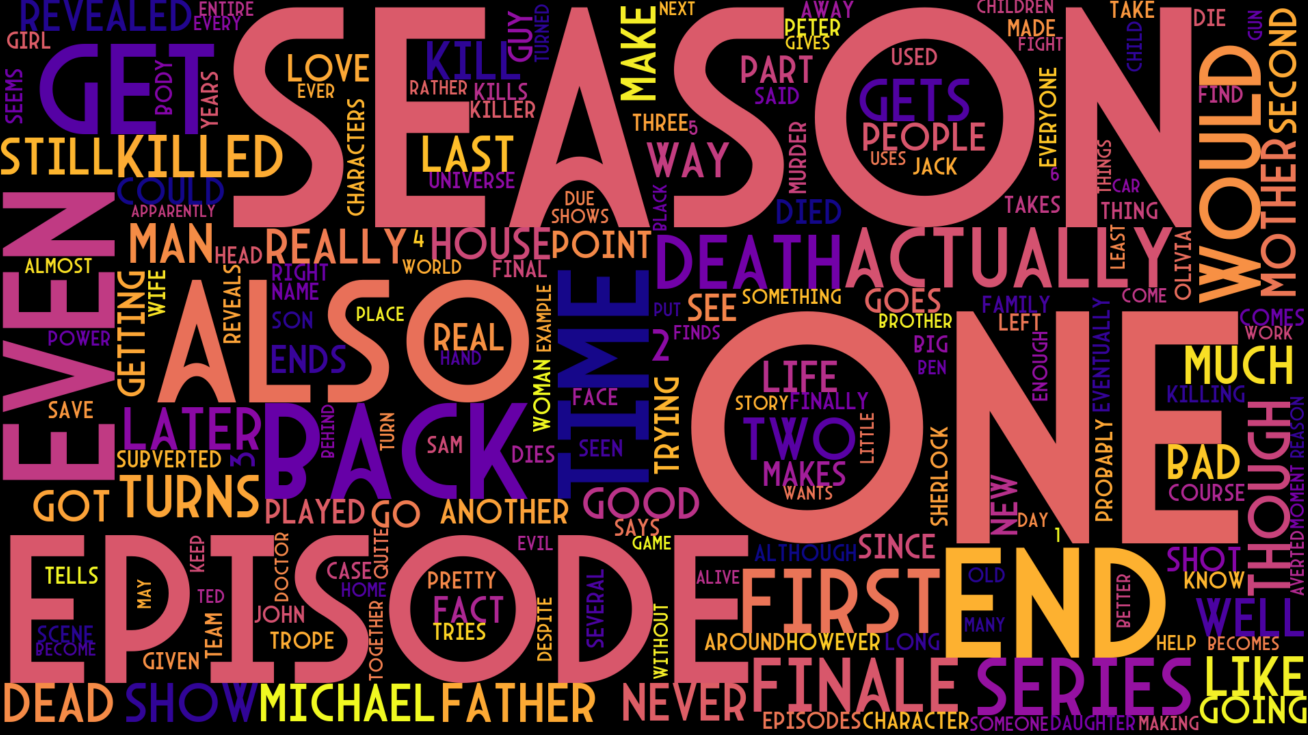 REVEALED
ENTIRE
EVERY
GIRL
SEEMS
GET
BODY
YEARS
SEASON
LOVE
EVER
CHARACTERS
KILL
GUY
TURNED
RATHER
KILLS
KILLER
LAST
UNIVERSE
DUE
SHOWS
MAKE
NEXT
THREE
5
WAY
BLACK
PART
SAID
MURDER
AWAY
PETER
GIVES
DIED
USED
GETS
PEOPLE
USES
JACK
CHILDREN
MADE
FIGHT
EVERYONE
6
TAKES
TAKE
CHILD
THINGS
CAR
THING
DIE
GUN
FIND
WOULD
SECOND
MOTHER
STILL
KILLED
COULD
APPARENTLY
EVEN
ALMOST
POWER
SAVE
MAN
HEAD
REALLY
4
WORLD
HOUSE
FINAL
POINT
DEATH
ACTUALLY
LEAST
OLIVIA
COME
GETTING
WIFE
REVEALS
RIGHT
NAME
SON
ENDS
PLACE
ALSO
REAL
HAND
EXAMPLE
WOMAN
TIME
FACE
SEEN
PUT
SEE
SOMETHING
2
FINDS
TRYING
GOES
BROTHER
BIG
BEN
FAMILY
LEFT
ENOUGH
EVENTUALLY
PROBABLY
COMES
WORK
MUCH
KILLING
BAD
COURSE
THOUGH
REASON
MOMENT
AVERTED
ONE
LIFE
STORY
FINALLY
TWO
LITTLE
MAKES
WANTS
SHERLOCK
NEW
DAY
1
LATER
SUBVERTED
3
BACK
BEHIND
TURN
SAM
DIES
GOT
TURNS
PLAYED
GO
ANOTHER
GOOD
SAYS
GAME
EVIL
EPISODE
TELLS
SCENE
BECOME
MAY
KEEP
TED
TEAM
GIVEN
DOCTOR
JOHN
TROPE
CASE
HOME
QUITE
TOGETHER
PRETTY
FACT
TRIES
DESPITE
SEVERAL
WITHOUT
ALIVE
ALTHOUGH
SINCE
FIRST
AROUND
HOWEVER
LONG
END
OLD
MANY
BETTER
SHOT
KNOW
WELL
HELP
BECOMES
DEAD
SHOW
MICHAEL
FATHER
NEVER
FINALE
SERIES
LIKE
GOING
EPISODES
CHARACTER
SOMEONE
DAUGHTER
MAKING